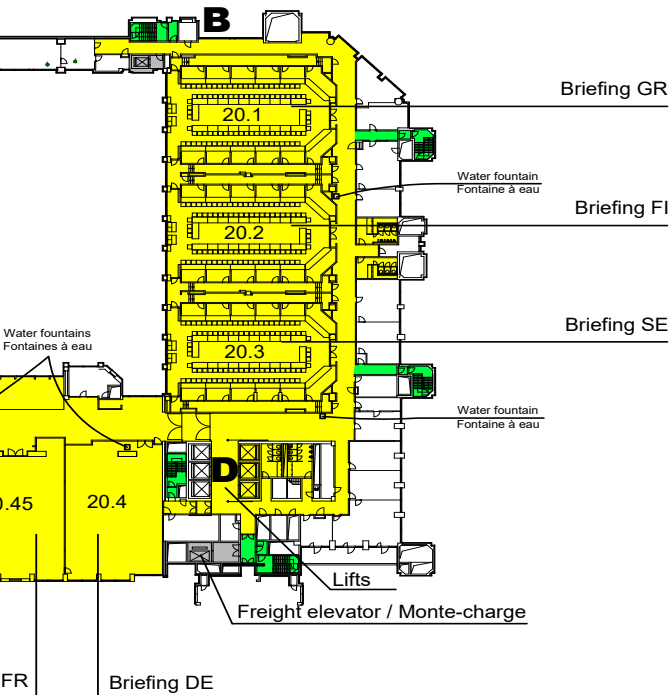 B
Briefing GR
20.1
Water fountain
Fontaine à eau
Briefing FI
20.2
Briefing SE
Water fountains
Fontaines à eau
20.3
Water fountain
Fontaine à eau
D
.45
20.4
Lifts
Freight elevator / Monte-charge
FR
Briefing DE